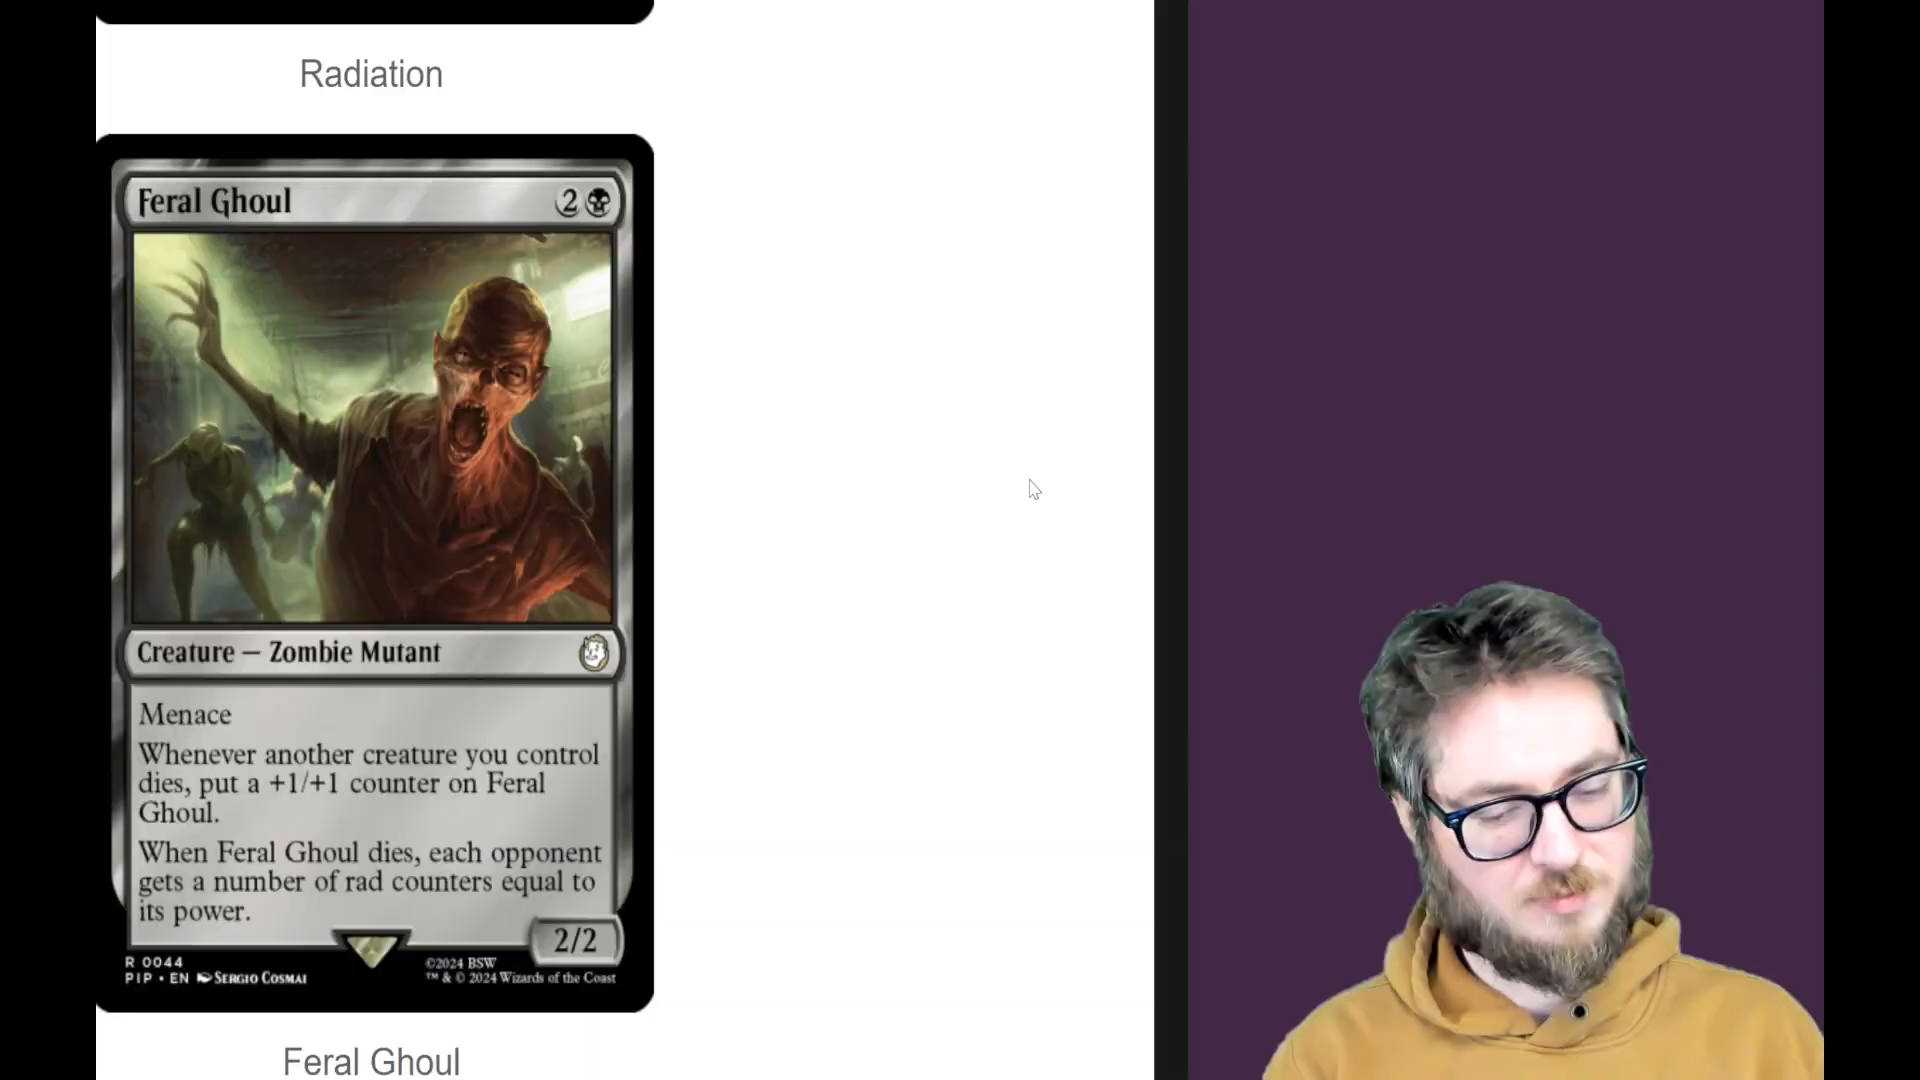 Radiation
Feral Ghoul 2
Creature — Zombie Mutant
Menace
Whenever another creature you control
dies, put a +1/+1 counter on Feral
Ghoul.
When Feral Ghoul dies, each opponent
gets a number of rad counters equal to
its power.
2/2
R 0044
PIP • EN Sergio Cosmai
©2024 BSW
™ & © 2024 Wizards of the Coast
Feral Ghoul